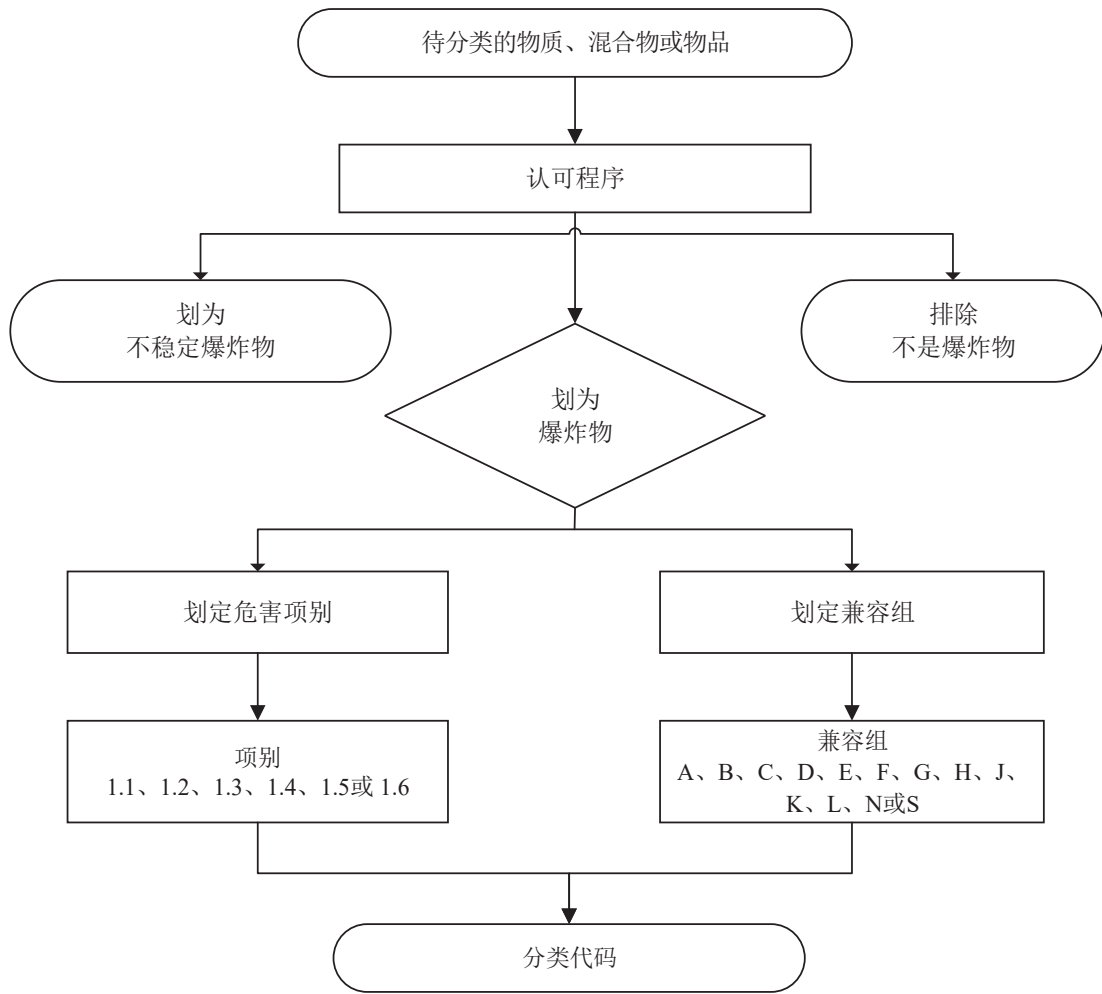 待分类的物质、混合物或物品
认可程序
划为
不稳定爆炸物
排除
不是爆炸物
划为
爆炸物
划定危害项别
划定兼容组
项别
1.1、1.2、1.3、1.4、1.5或 1.6
兼容组
A、B、C、D、E、F、G、H、J、
K、L、N或S
分类代码